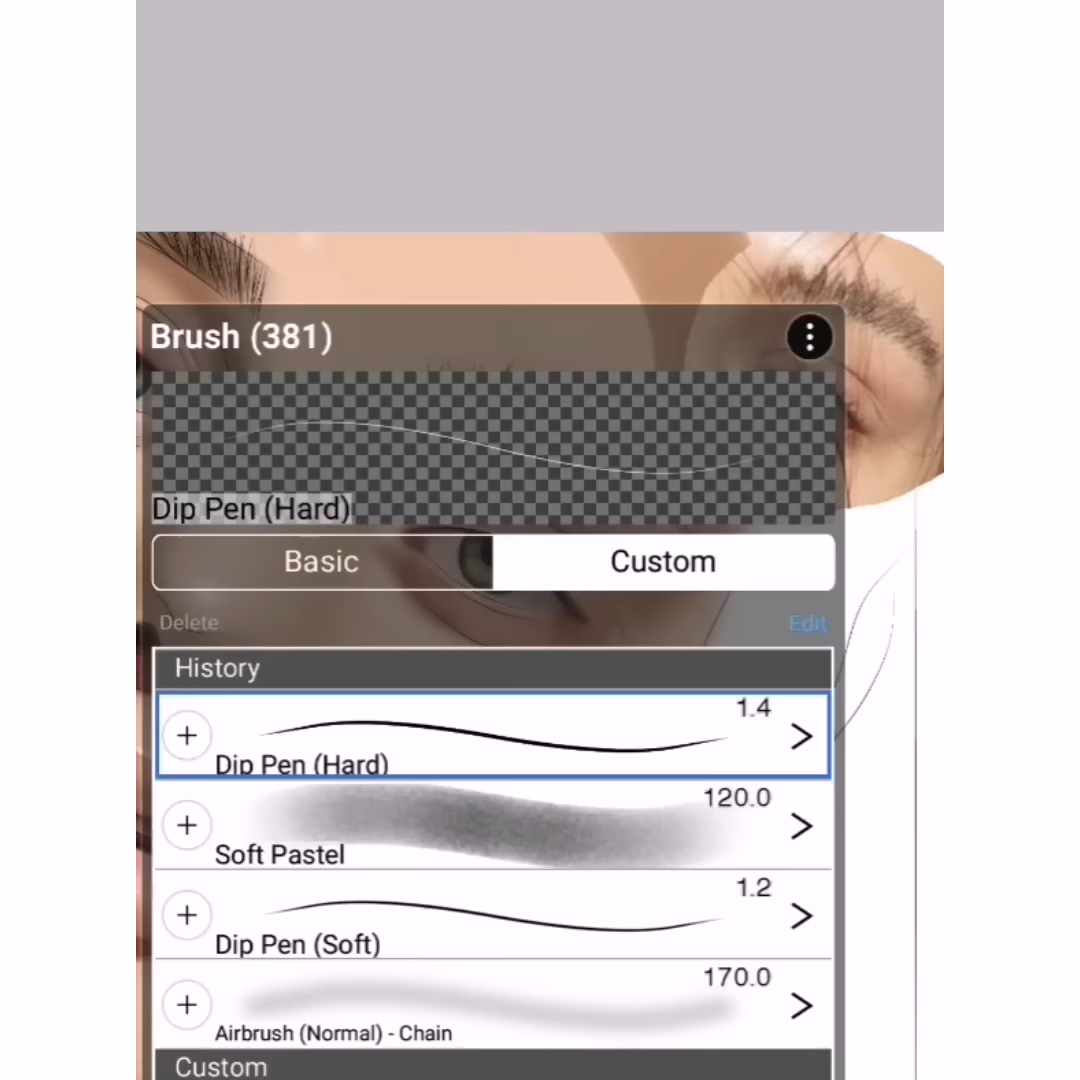 Brush (381)
Dip Pen (Hard)
Basic
Custom
Delete
Edit
History
1.4
Dip Pen (Hard)
120.0
Soft Pastel
1.2
Dip Pen (Soft)
170.0
Airbrush (Normal) - Chain
Custom